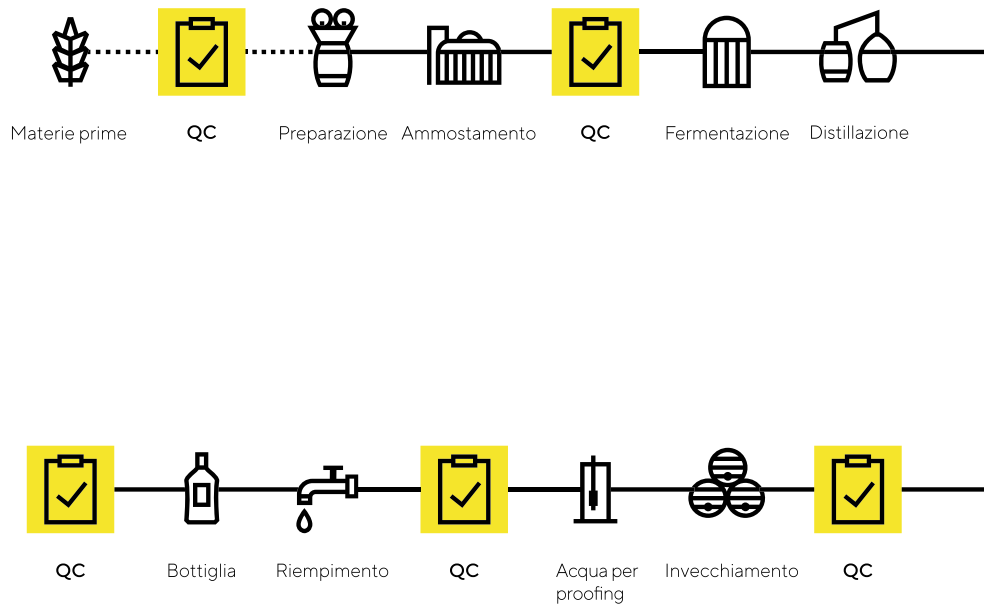 Materie prime
QC
Preparazione
Ammostamento
QC
Fermentazione
Distillazione
QC
Bottiglia
Riempimento
QC
Acqua per
proofing
Invecchiamento
QC